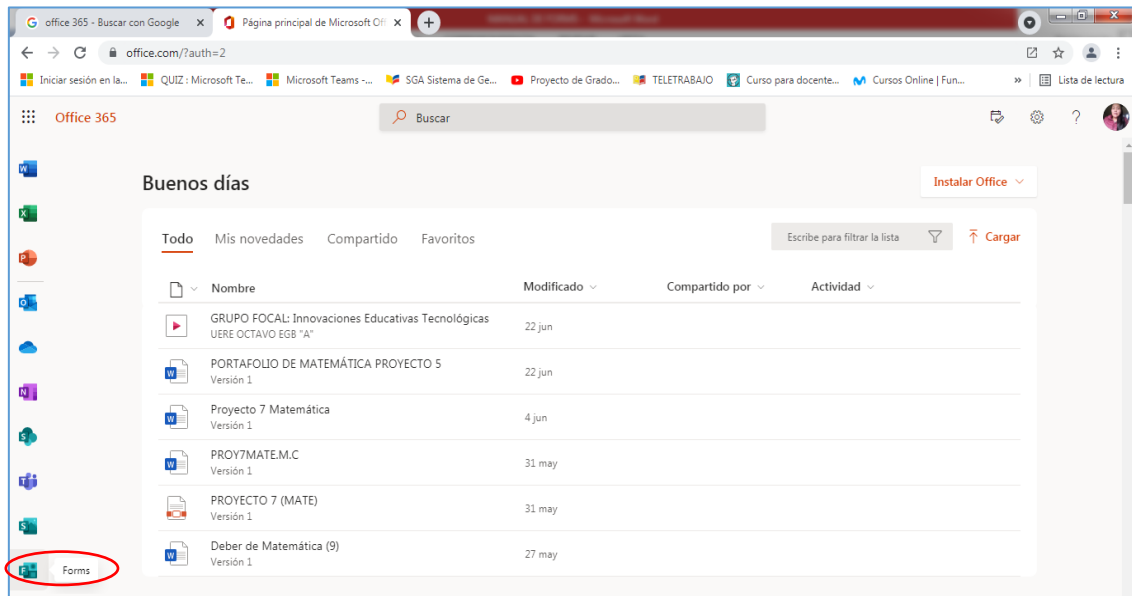 office 365 - Buscar con Google
Página principal de Microsoft Off
MANUAL DE FORMS - Microsoft Word
office.com/?auth=2
Iniciar sesión en la... QUIZ : Microsoft Te... Microsoft Teams -... SGA Sistema de Ge... Proyecto de Grado... TELETRABAJO Curso para docente... Cursos Online | Fun... » Lista de lectura
Office 365
Buscar
?
Buenos días
Instalar Office
Todo Mis novedades Compartido Favoritos
Escribe para filtrar la lista
Cargar
Nombre Modificado Compartido por Actividad
GRUPO FOCAL: Innovaciones Educativas Tecnológicas
UERE OCTAVO EGB "A"
22 jun
PORTAFOLIO DE MATEMÁTICA PROYECTO 5
Versión 1
22 jun
Proyecto 7 Matemática
Versión 1
4 jun
PROY7MATE.M.C
Versión 1
31 may
PROYECTO 7 (MATE)
Versión 1
31 may
Deber de Matemática (9)
Versión 1
27 may
Forms